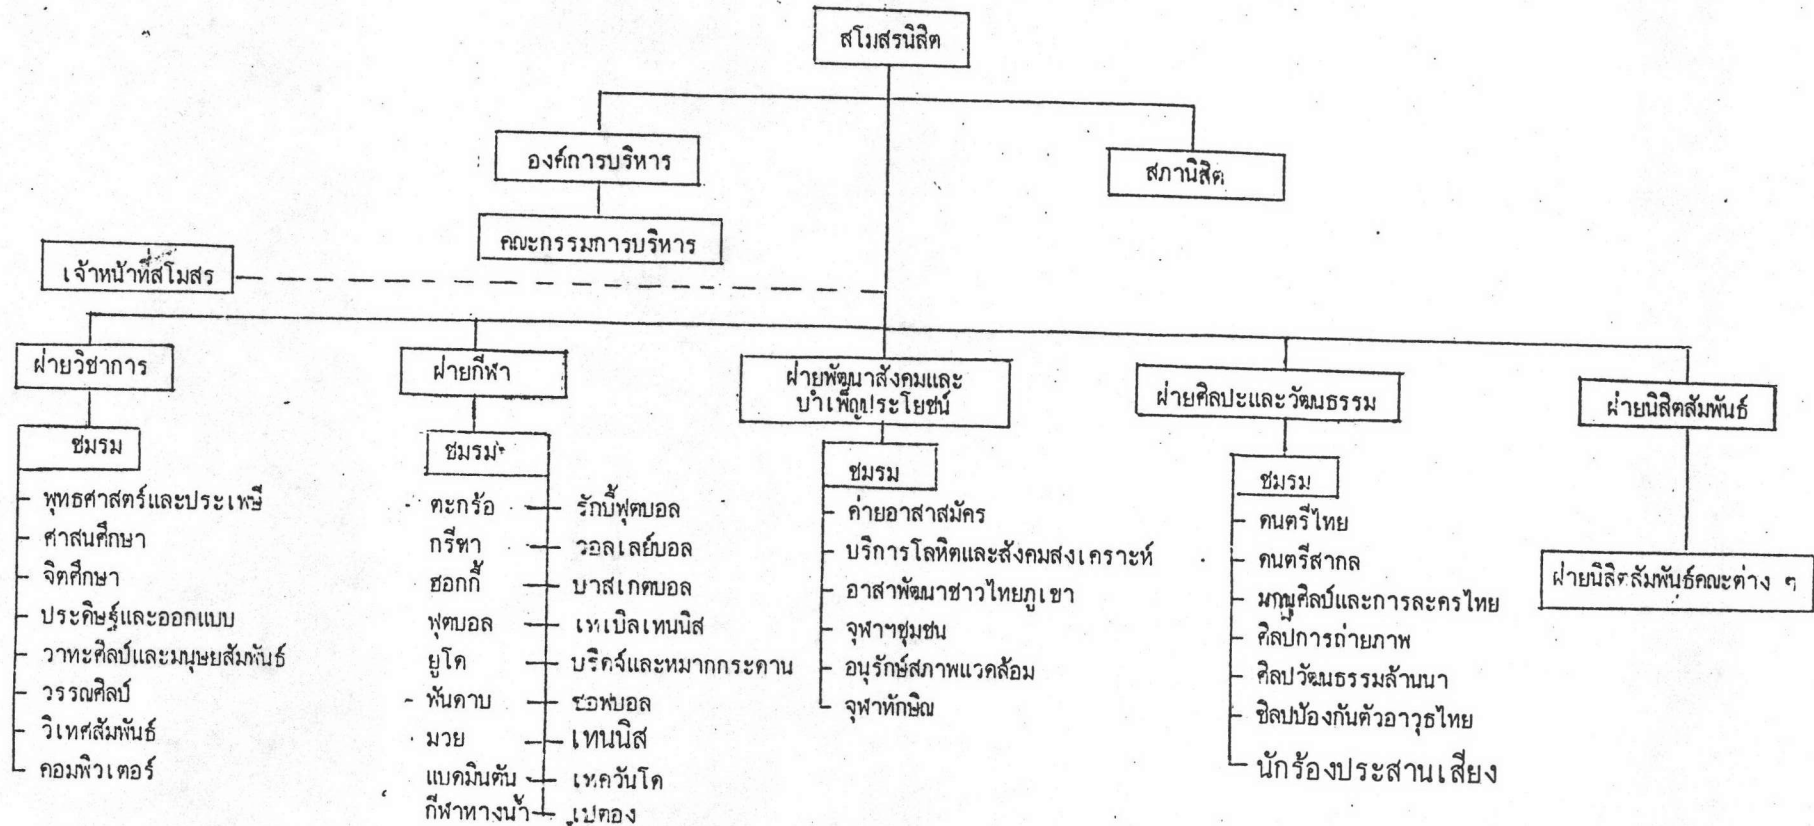 สโมสรนิสิต
องค์การบริหาร
สภานิสิต
คณะกรรมการบริหาร
เจ้าหน้าที่สโมสร
ฝ่ายวิชาการ
ชมรม
พุทธศาสตร์และประเพณี
ศาสนศึกษา
จิตศึกษา
ประดิษฐ์และออกแบบ
วาทะศิลป์และมนุษยสัมพันธ์
วรรณศิลป์
วิเทศสัมพันธ์
คอมพิวเตอร์
ฝ่ายกีฬา
ชมรม
ตะกร้อ
กรีฑา
ฮอกกี้
ฟุตบอล
ยูโด
ฟันดาบ
มวย
แบดมินตัน
กีฬาทางน้ำ
รักบี้ฟุตบอล
วอลเลย์บอล
บาสเกตบอล
เทเบิลเทนนิส
บริดจ์และหมากกระดาน
ซอฟบอล
เทนนิส
เทควันโด
เปตอง
ฝ่ายพัฒนาสังคมและ
บำเพ็ญประโยชน์
ชมรม
ค่ายอาสาสมัคร
บริการโลหิตและสังคมสงเคราะห์
อาสาพัฒนาชาวไทยภูเขา
จุฬาฯชุมชน
อนุรักษ์สภาพแวดล้อม
จุฬาทักษิณ
ฝ่ายศิลปะและวัฒนธรรม
ชมรม
ดนตรีไทย
ดนตรีสากล
นาฏศิลป์และการละครไทย
ศิลปการถ่ายภาพ
ศิลปวัฒนธรรมล้านนา
ศิลปป้องกันตัวอาวุธไทย
นักร้องประสานเสียง
ฝ่ายนิสิตสัมพันธ์
ฝ่ายนิสิตสัมพันธ์คณะต่าง ๆ